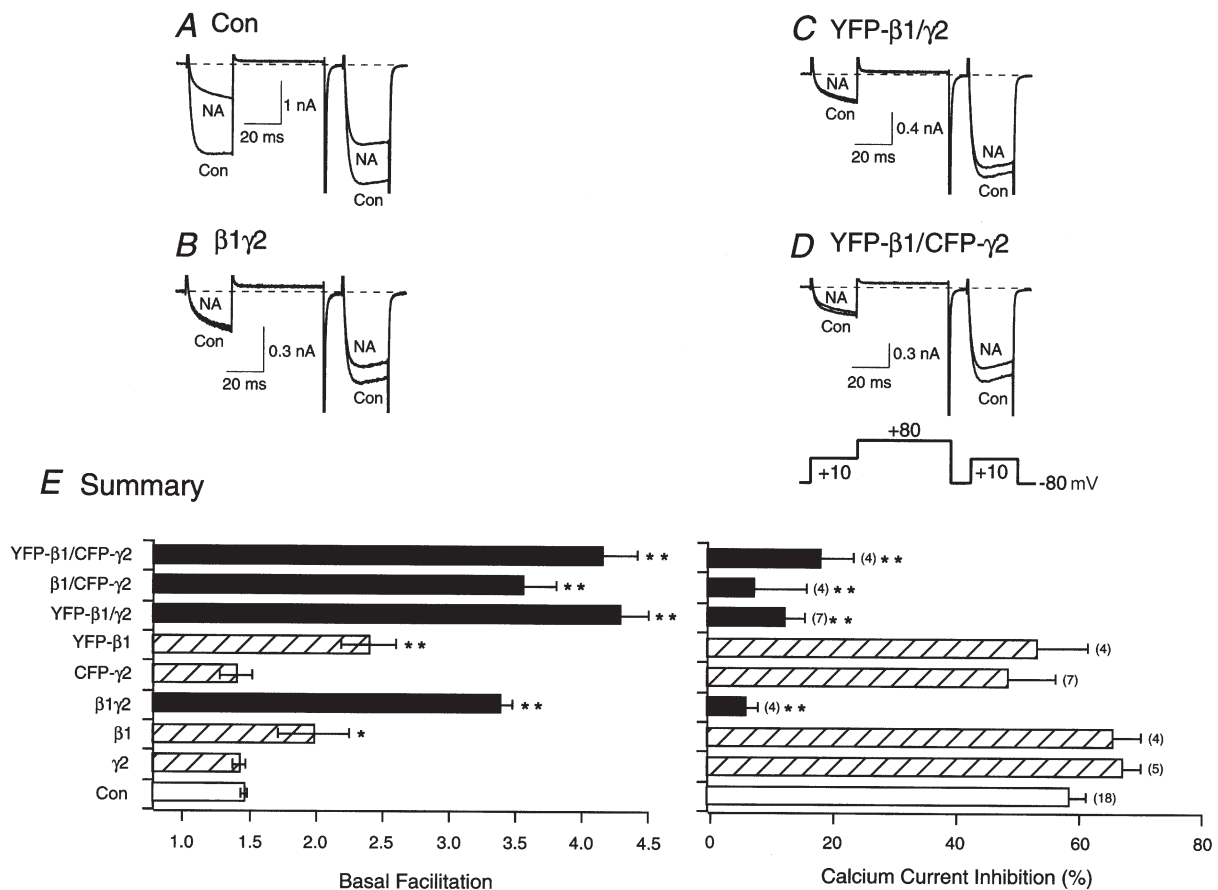 A Con
NA
1 nA
20 ms
Con
NA
Con
B β1γ2
NA
Con
0.3 nA
20 ms
NA
Con
C YFP-β1/γ2
NA
Con
0.4 nA
20 ms
NA
Con
D YFP-β1/CFP-γ2
NA
Con
0.3 nA
20 ms
NA
Con
+80
+10
+10
-80 mV
E Summary
YFP-β1/CFP-γ2
**
β1/CFP-γ2
**
YFP-β1/γ2
**
YFP-β1
**
CFP-γ2
β1γ2
**
β1
*
γ2
Con
1.0 1.5 2.0 2.5 3.0 3.5 4.0 4.5
Basal Facilitation
(4) **
(4) **
(7) **
(4)
(7)
(4) **
(4)
(5)
(18)
0 20 40 60 80
Calcium Current Inhibition (%)